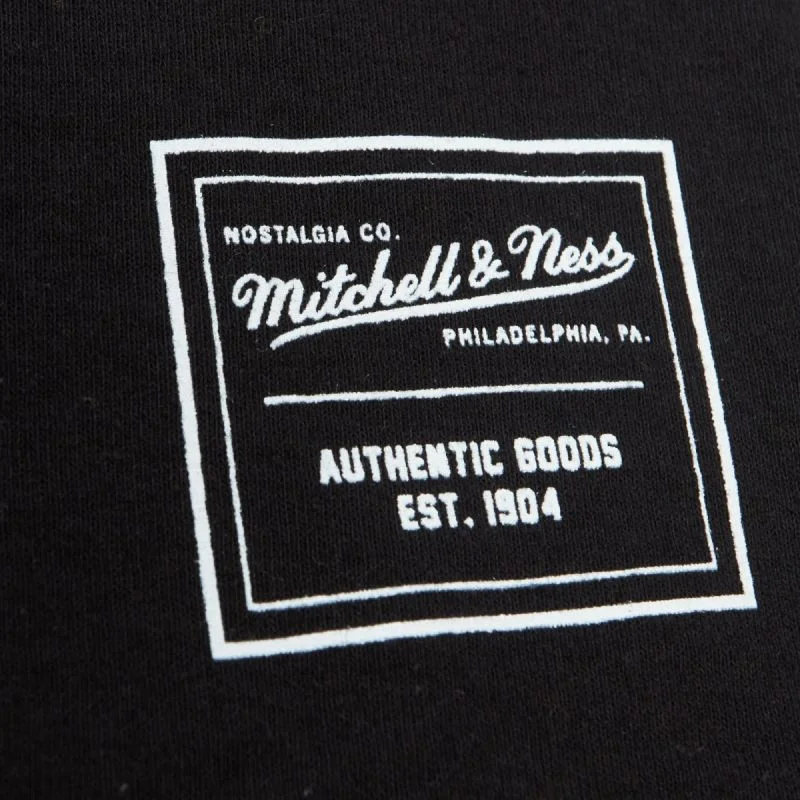 NOSTALGIA CO.
Mitchell & Ness
PHILADELPHIA, PA.
AUTHENTIC GOODS
EST. 1904